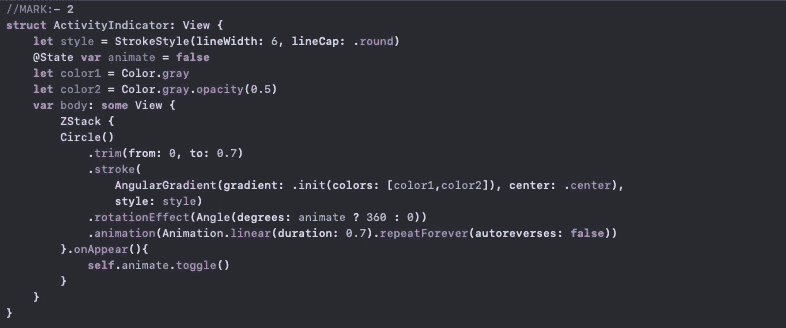 //MARK:- 2
struct ActivityIndicator: View {
    let style = StrokeStyle(lineWidth: 6, lineCap: .round)
    @State var animate = false
    let color1 = Color.gray
    let color2 = Color.gray.opacity(0.5)
    var body: some View {
        ZStack {
        Circle()
            .trim(from: 0, to: 0.7)
            .stroke(
                AngularGradient(gradient: .init(colors: [color1,color2]), center: .center),
                style: style)
            .rotationEffect(Angle(degrees: animate ? 360 : 0))
            .animation(Animation.linear(duration: 0.7).repeatForever(autoreverses: false))
        }.onAppear(){
            self.animate.toggle()
        }
    }
}